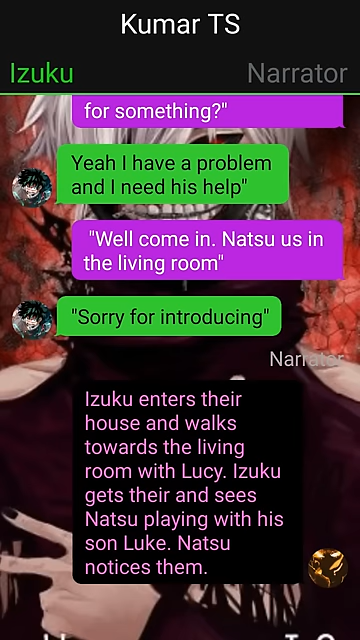 Kumar TS
Izuku
Narrator
for something?"
Yeah I have a problem
and I need his help"
"Well come in. Natsu us in
the living room"
"Sorry for introducing"
Narrator
Izuku enters their
house and walks
towards the living
room with Lucy. Izuku
gets their and sees
Natsu playing with his
son Luke. Natsu
notices them.